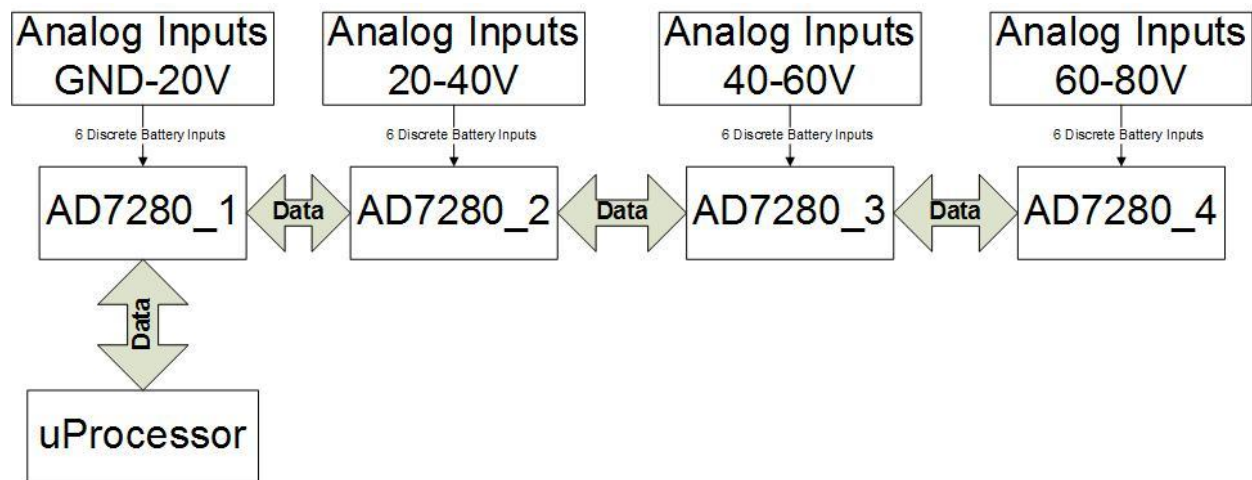 Analog Inputs
GND-20V
Analog Inputs
20-40V
Analog Inputs
40-60V
Analog Inputs
60-80V
6 Discrete Battery Inputs
6 Discrete Battery Inputs
6 Discrete Battery Inputs
6 Discrete Battery Inputs
AD7280_1
Data
AD7280_2
Data
AD7280_3
Data
AD7280_4
Data
uProcessor